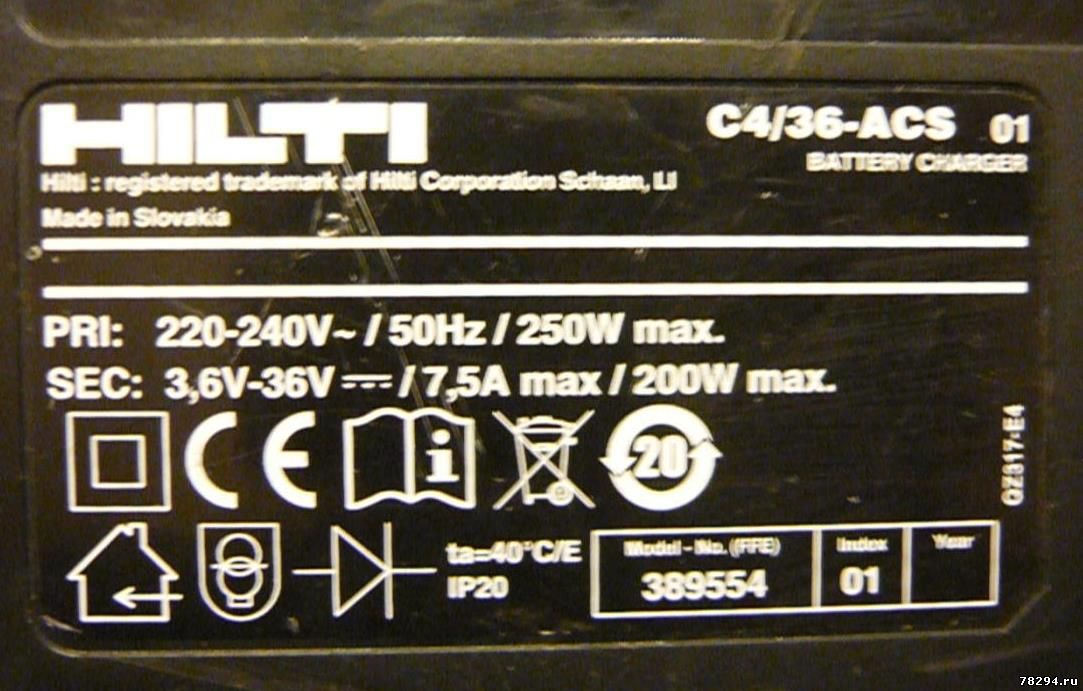 HILTI
C4/36-ACS 01
BATTERY CHARGER
Hilti : registered trademark of Hilti Corporation Schaan, LI
Made in Slovakia
PRI: 220-240V~ / 50Hz / 250W max.
SEC: 3,6V-36V ⎓ / 7,5A max / 200W max.
CE
i
20
QZ817-E4
ta=40°C/E
IP20
Model - No. (FFE)
389554
Index
01
Year
78294.ru